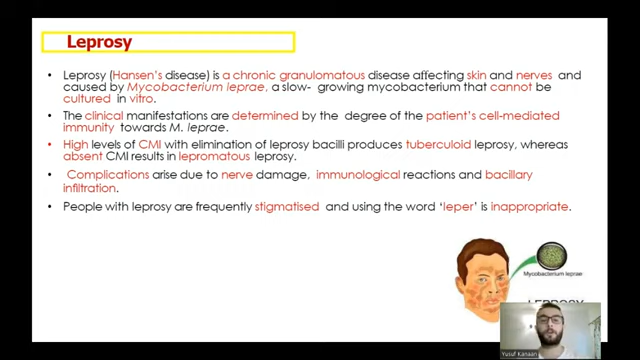 Leprosy
• Leprosy (Hansen's disease) is a chronic granulomatous disease affecting skin and nerves and
caused by Mycobacterium leprae, a slow- growing mycobacterium that cannot be
cultured in vitro.
• The clinical manifestations are determined by the degree of the patient's cell-mediated
immunity towards M. leprae.
• High levels of CMI with elimination of leprosy bacilli produces tuberculoid leprosy, whereas
absent CMI results in lepromatous leprosy.
• Complications arise due to nerve damage, immunological reactions and bacillary
infiltration.
• People with leprosy are frequently stigmatised and using the word 'leper' is inappropriate.
Mycobacterium leprae
LEPROSY
Yusuf Kanaan